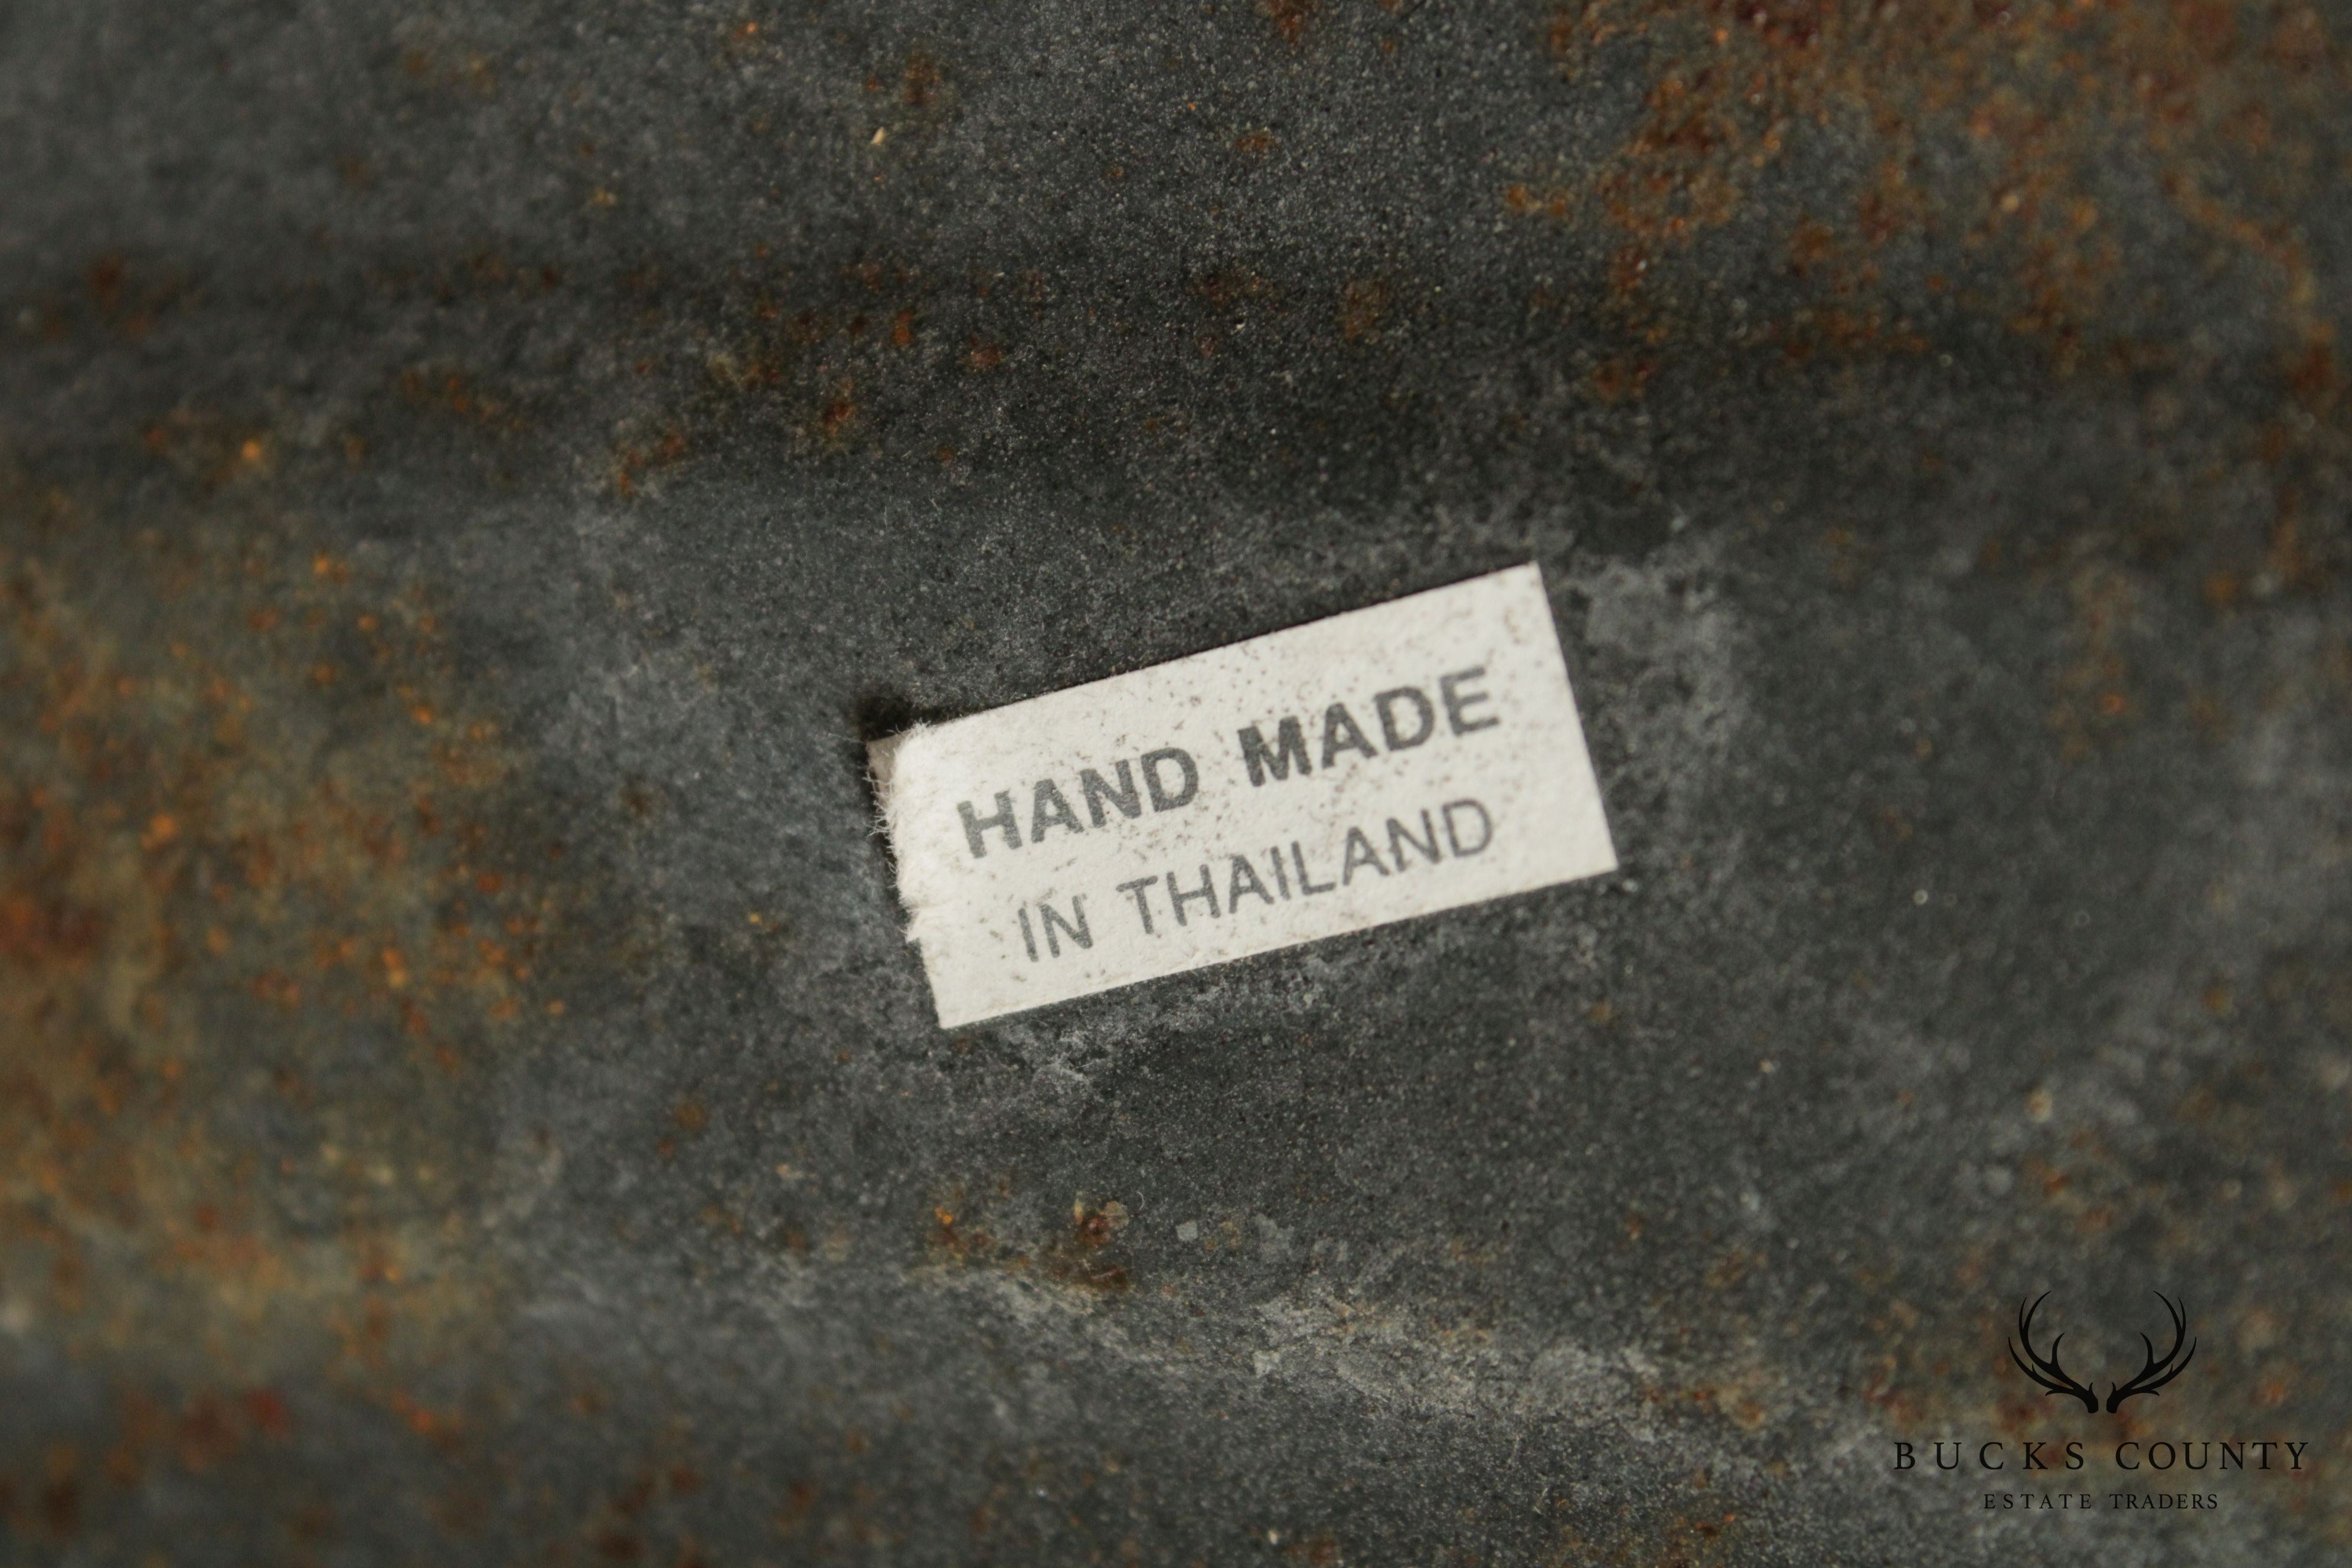 HAND MADE
IN THAILAND
BUCKS COUNTY
ESTATE TRADERS